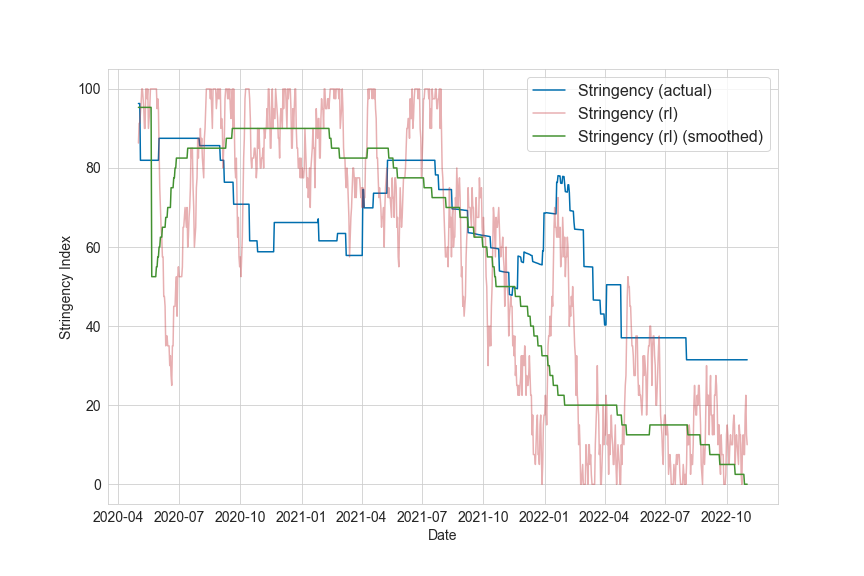 Stringency (actual)
Stringency (rl)
Stringency (rl) (smoothed)
100
80
60
40
20
0
Stringency Index
2020-04 2020-07 2020-10 2021-01 2021-04 2021-07 2021-10 2022-01 2022-04 2022-07 2022-10
Date